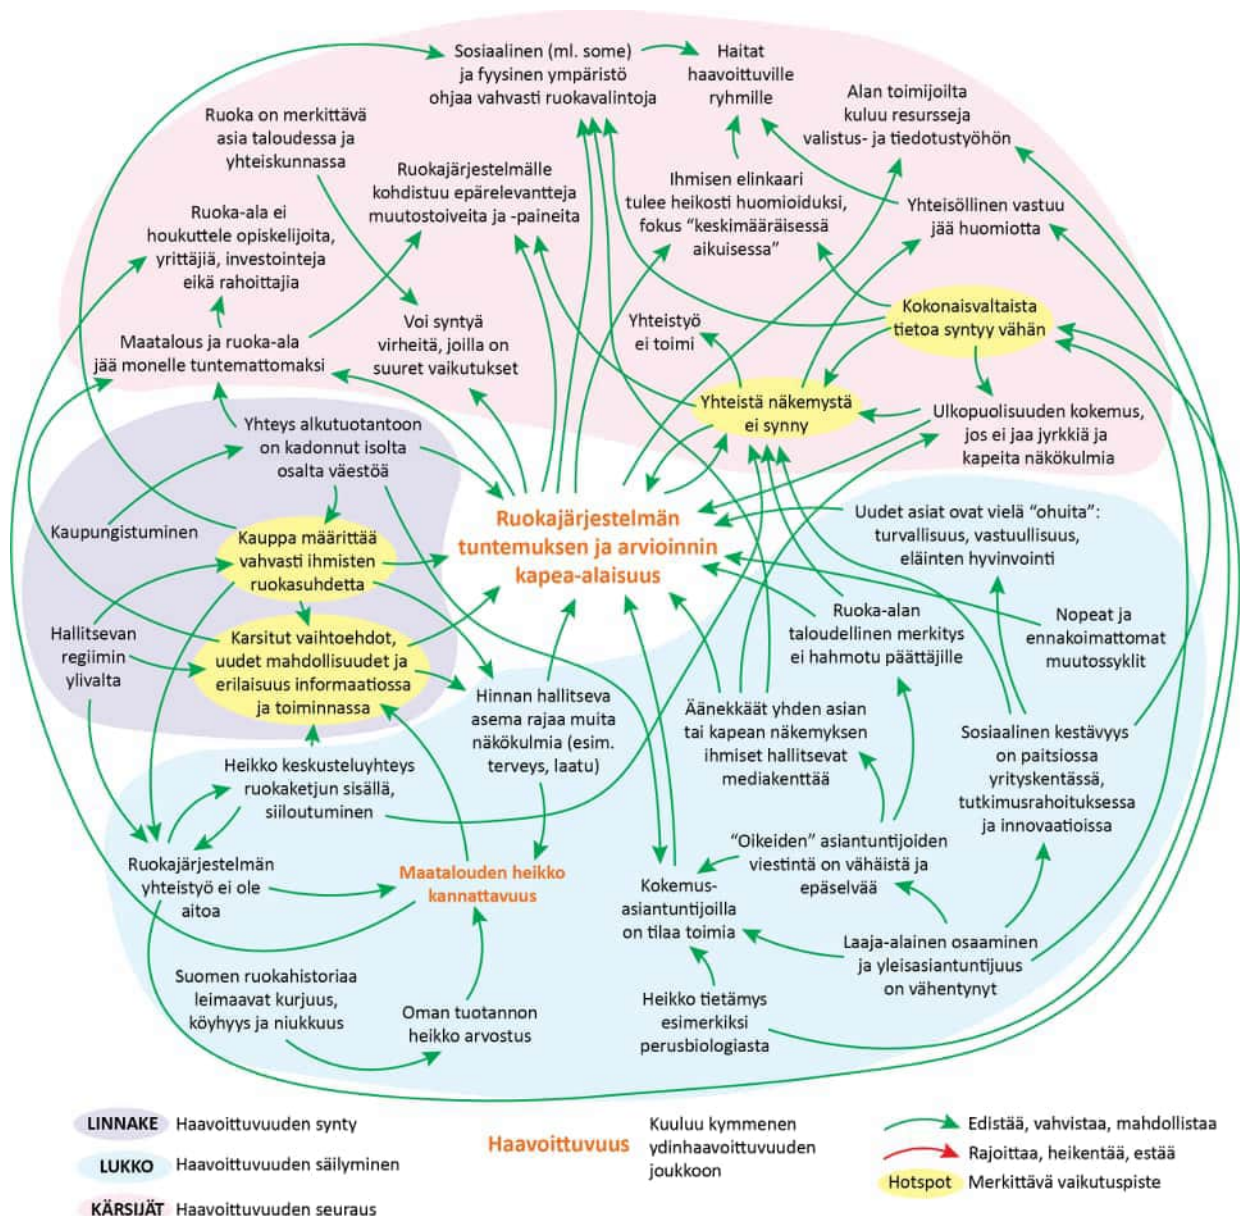 Sosiaalinen (ml. some)
ja fyysinen ympäristö
ohjaa vahvasti ruokavalintoja
Haitat
haavoittuville
ryhmille
Alan toimijoilta
kuluu resursseja
valistus- ja tiedotustyöhön
Ruoka on merkittävä
asia taloudessa ja
yhteiskunnassa
Ruokajärjestelmälle
kohdistuu epärelevantteja
muutostoiveita ja -paineita
Ihmisen elinkaari
tulee heikosti huomioiduksi,
fokus “keskimääräisessä
aikuisessa”
Yhteisöllinen vastuu
jää huomiotta
Ruoka-ala ei
houkuttele opiskelijoita,
yrittäjiä, investointeja
eikä rahoittajia
Kokonaisvaltaista
tietoa syntyy vähän
Maatalous ja ruoka-ala
jää monelle tuntemattomaksi
Voi syntyä
virheitä, joilla on
suuret vaikutukset
Yhteistyö
ei toimi
Yhteistä näkemystä
ei synny
Ulkopuolisuuden kokemus,
jos ei jaa jyrkkiä ja
kapeita näkökulmia
Yhteys alkutuotantoon
on kadonnut isolta
osalta väestöä
Kaupungistuminen
Kauppa määrittää
vahvasti ihmisten
ruokasuhdetta
Ruokajärjestelmän
tuntemuksen ja arvioinnin
kapea-alaisuus
Uudet asiat ovat vielä “ohuita”:
turvallisuus, vastuullisuus,
eläinten hyvinvointi
Hallitsevan
regiimin
ylivalta
Karsitut vaihtoehdot,
uudet mahdollisuudet ja
erilaisuus informaatiossa
ja toiminnassa
Ruoka-alan
taloudellinen merkitys
ei hahmotu päättäjille
Nopeat ja
ennakoimattomat
muutossyklit
Hinnan hallitseva
asema rajaa muita
näkökulmia (esim.
terveys, laatu)
Äänekkäät yhden asian
tai kapean näkemyksen
ihmiset hallitsevat
mediakenttää
Sosiaalinen kestävyys
on paitsiossa
yrityskentässä,
tutkimusrahoituksessa
ja innovaatioissa
Heikko keskusteluyhteys
ruokaketjun sisällä,
siiloutuminen
Ruokajärjestelmän
yhteistyö ei ole
aitoa
Maatalouden heikko
kannattavuus
“Oikeiden” asiantuntijoiden
viestintä on vähäistä ja
epäselvää
Kokemus-
asiantuntijoilla
on tilaa toimia
Laaja-alainen osaaminen
ja yleisasiantuntijuus
on vähentynyt
Suomen ruokahistoriaa
leimaavat kurjuus,
köyhyys ja niukkuus
Oman tuotannon
heikko arvostus
Heikko tietämys
esimerkiksi
perusbiologiasta
LINNAKE Haavoittuvuuden synty
LUKKO Haavoittuvuuden säilyminen
KÄRSIJÄT Haavoittuvuuden seuraus
Haavoittuvuus
Kuuluu kymmenen
ydinhaavoittuvuuden
joukkoon
Edistää, vahvistaa, mahdollistaa
Rajoittaa, heikentää, estää
Hotspot Merkittävä vaikutuspiste